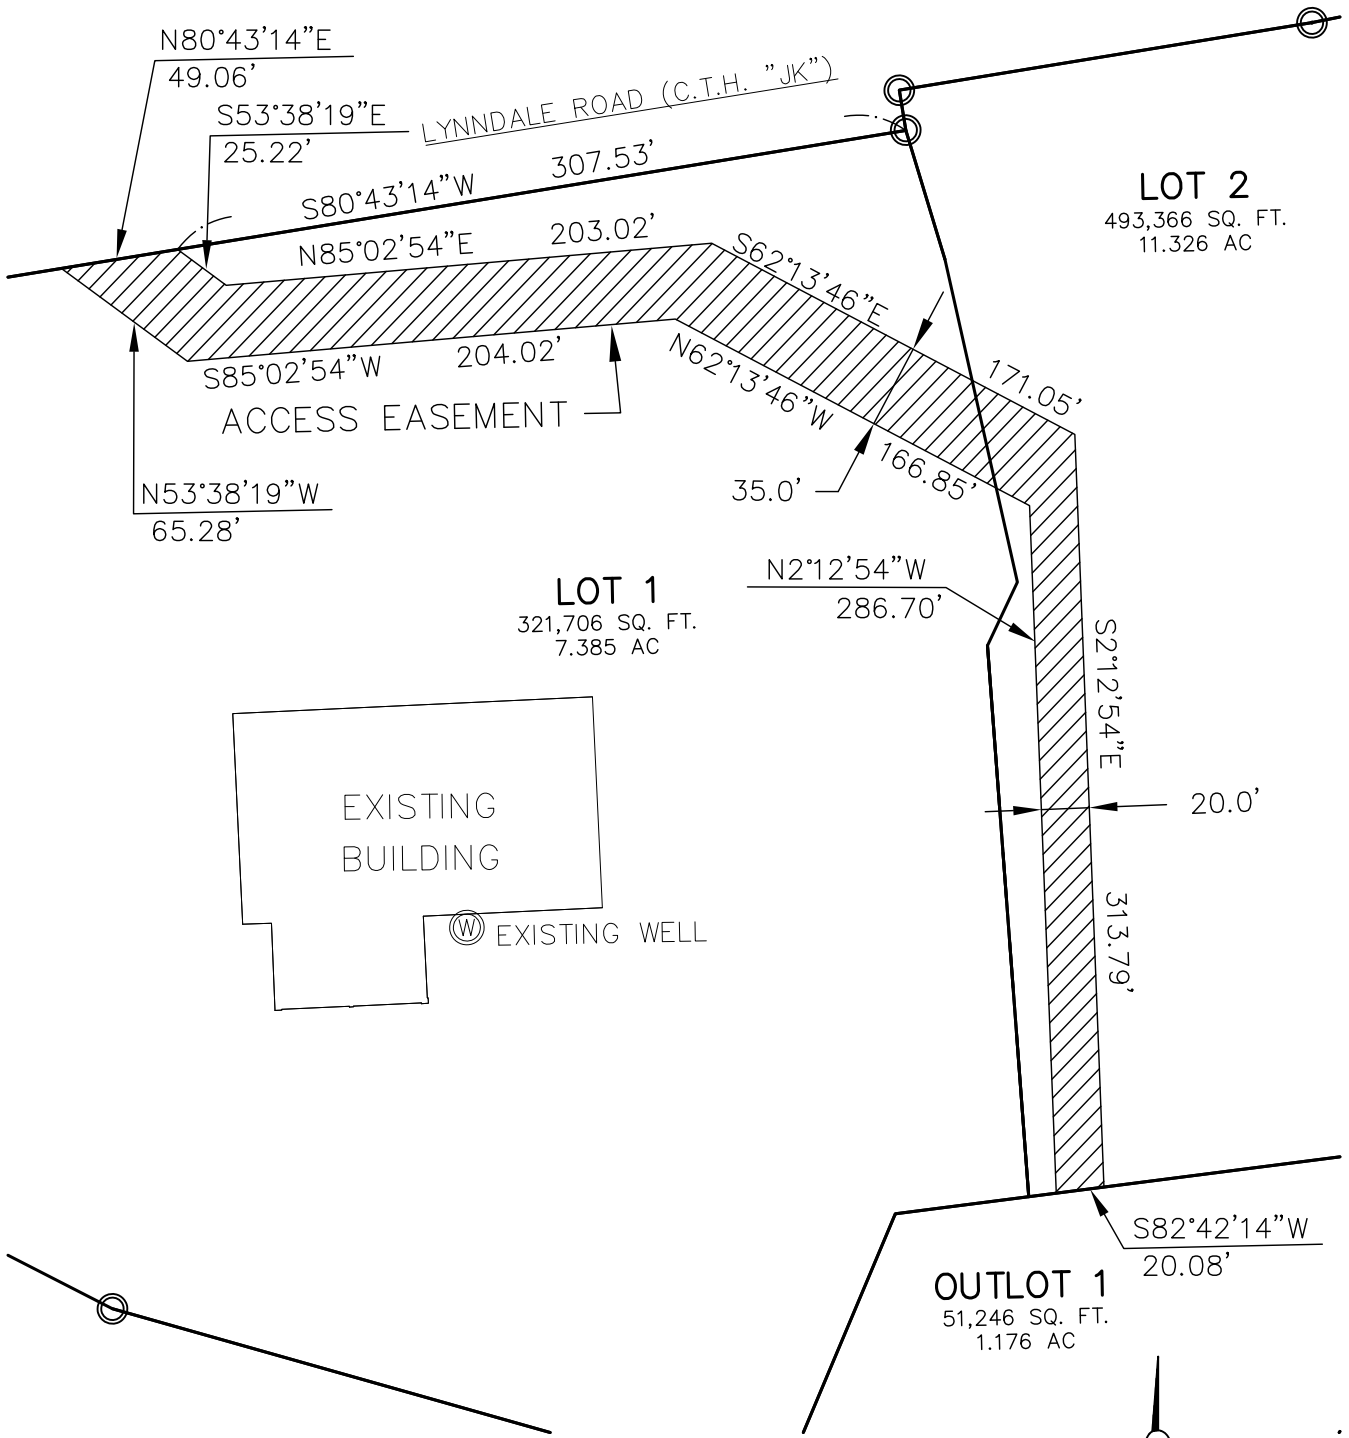 N80°43'14"E
49.06'
S53°38'19"E
25.22'
LYNNDALE ROAD (C.T.H. "JK")
S80°43'14"W
307.53'
LOT 2
493,366 SQ. FT.
11.326 AC
N85°02'54"E
203.02'
S62°13'46"E
171.05'
S85°02'54"W
204.02'
N62°13'46"W
166.85'
ACCESS EASEMENT
35.0'
N53°38'19"W
65.28'
LOT 1
321,706 SQ. FT.
7.385 AC
N2°12'54"W
286.70'
S2°12'54"E
313.79'
20.0'
EXISTING
BUILDING
W
EXISTING WELL
S82°42'14"W
20.08'
OUTLOT 1
51,246 SQ. FT.
1.176 AC